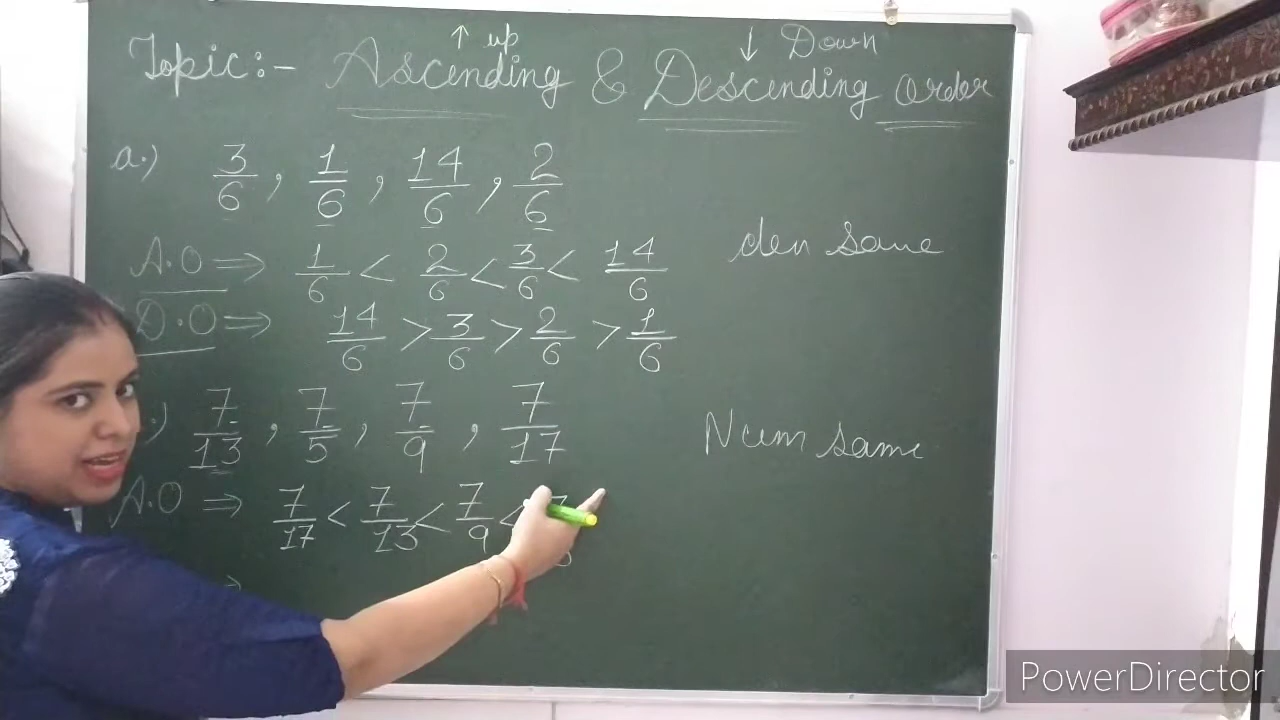 ↑ up ↓ Down
Topic:- Ascending & Descending order
a.) 3/6, 1/6, 14/6, 2/6
A.O ⇒ 1/6 < 2/6 < 3/6 < 14/6
den same
D.O ⇒ 14/6 > 3/6 > 2/6 > 1/6
.) 7/13, 7/5, 7/9, 7/17
Num same
A.O ⇒ 7/17 < 7/13 < 7/9 <
⇒
PowerDirector